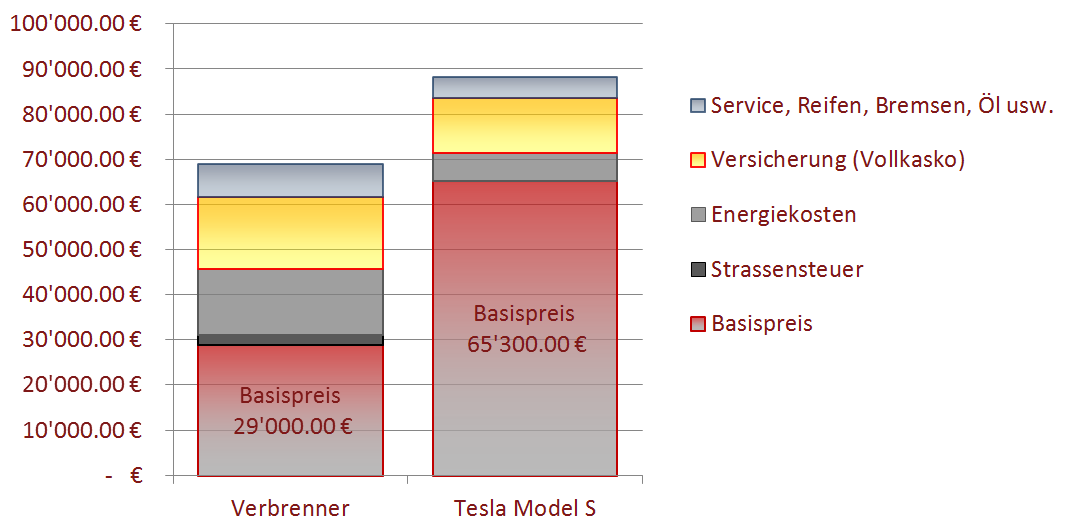 100'000.00 €
90'000.00 €
80'000.00 €
70'000.00 €
60'000.00 €
50'000.00 €
40'000.00 €
30'000.00 €
20'000.00 €
10'000.00 €
- €
Basispreis
29'000.00 €
Basispreis
65'300.00 €
Verbrenner
Tesla Model S
Service, Reifen, Bremsen, Öl usw.
Versicherung (Vollkasko)
Energiekosten
Strassensteuer
Basispreis